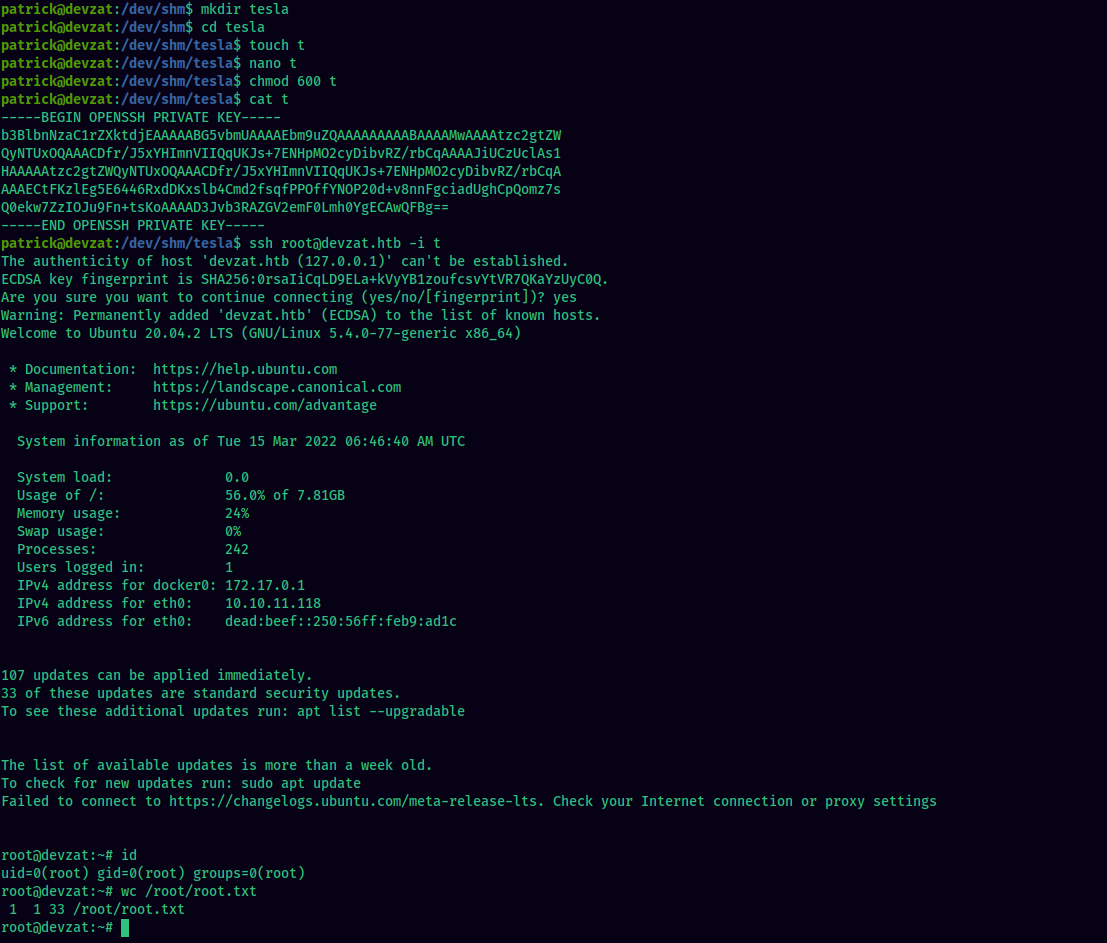 patrick@devzat:/dev/shm$ mkdir tesla
patrick@devzat:/dev/shm$ cd tesla
patrick@devzat:/dev/shm/tesla$ touch t
patrick@devzat:/dev/shm/tesla$ nano t
patrick@devzat:/dev/shm/tesla$ chmod 600 t
patrick@devzat:/dev/shm/tesla$ cat t
-----BEGIN OPENSSH PRIVATE KEY-----
b3BlbnNzaC1rZXktdjEAAAAABG5vbmUAAAAEbm9uZQAAAAAAAAABAAAAMwAAAAtzc2gtZW
QyNTUxOQAAACDfr/J5xYHImnVIIQqUKJs+7ENHpMO2cyDibvRZ/rbCqAAAAJiUCzUclAs1
HAAAAAtzc2gtZWQyNTUxOQAAACDfr/J5xYHImnVIIQqUKJs+7ENHpMO2cyDibvRZ/rbCqA
AAAECtFKzlEg5E6446RxdDKxslb4Cmd2fsqfPPOffYNOP20d+v8nnFgciadUghCpQomz7s
Q0ekw7ZzIOJu9Fn+tsKoAAAAD3Jvb3RAZGV2emF0Lmh0YgECAwQFBg==
-----END OPENSSH PRIVATE KEY-----
patrick@devzat:/dev/shm/tesla$ ssh root@devzat.htb -i t
The authenticity of host 'devzat.htb (127.0.0.1)' can't be established.
ECDSA key fingerprint is SHA256:0rsaIiCqLD9ELa+kVyYB1zoufcsvYtVR7QKaYzUyC0Q.
Are you sure you want to continue connecting (yes/no/[fingerprint])? yes
Warning: Permanently added 'devzat.htb' (ECDSA) to the list of known hosts.
Welcome to Ubuntu 20.04.2 LTS (GNU/Linux 5.4.0-77-generic x86_64)

 * Documentation:  https://help.ubuntu.com
 * Management:     https://landscape.canonical.com
 * Support:        https://ubuntu.com/advantage

  System information as of Tue 15 Mar 2022 06:46:40 AM UTC

  System load:              0.0
  Usage of /:               56.0% of 7.81GB
  Memory usage:             24%
  Swap usage:               0%
  Processes:                242
  Users logged in:          1
  IPv4 address for docker0: 172.17.0.1
  IPv4 address for eth0:    10.10.11.118
  IPv6 address for eth0:    dead:beef::250:56ff:feb9:ad1c

107 updates can be applied immediately.
33 of these updates are standard security updates.
To see these additional updates run: apt list --upgradable

The list of available updates is more than a week old.
To check for new updates run: sudo apt update
Failed to connect to https://changelogs.ubuntu.com/meta-release-lts. Check your Internet connection or proxy settings

root@devzat:~# id
uid=0(root) gid=0(root) groups=0(root)
root@devzat:~# wc /root/root.txt
 1  1 33 /root/root.txt
root@devzat:~#